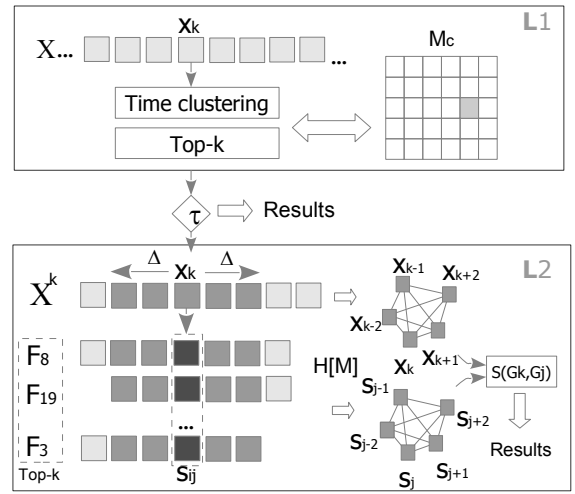 L1
Xk
X...
...
Mc
Time clustering
Top-k
τ
Results
L2
Δ Xk Δ
X^k
Xk-1
Xk+2
Xk-2
Xk+1
Xk
F8
F19
F3
Top-k
...
Sij
H[M]
S(Gk,Gj)
Sj-1
Sj+2
Sj-2
Sj+1
Sj
Results